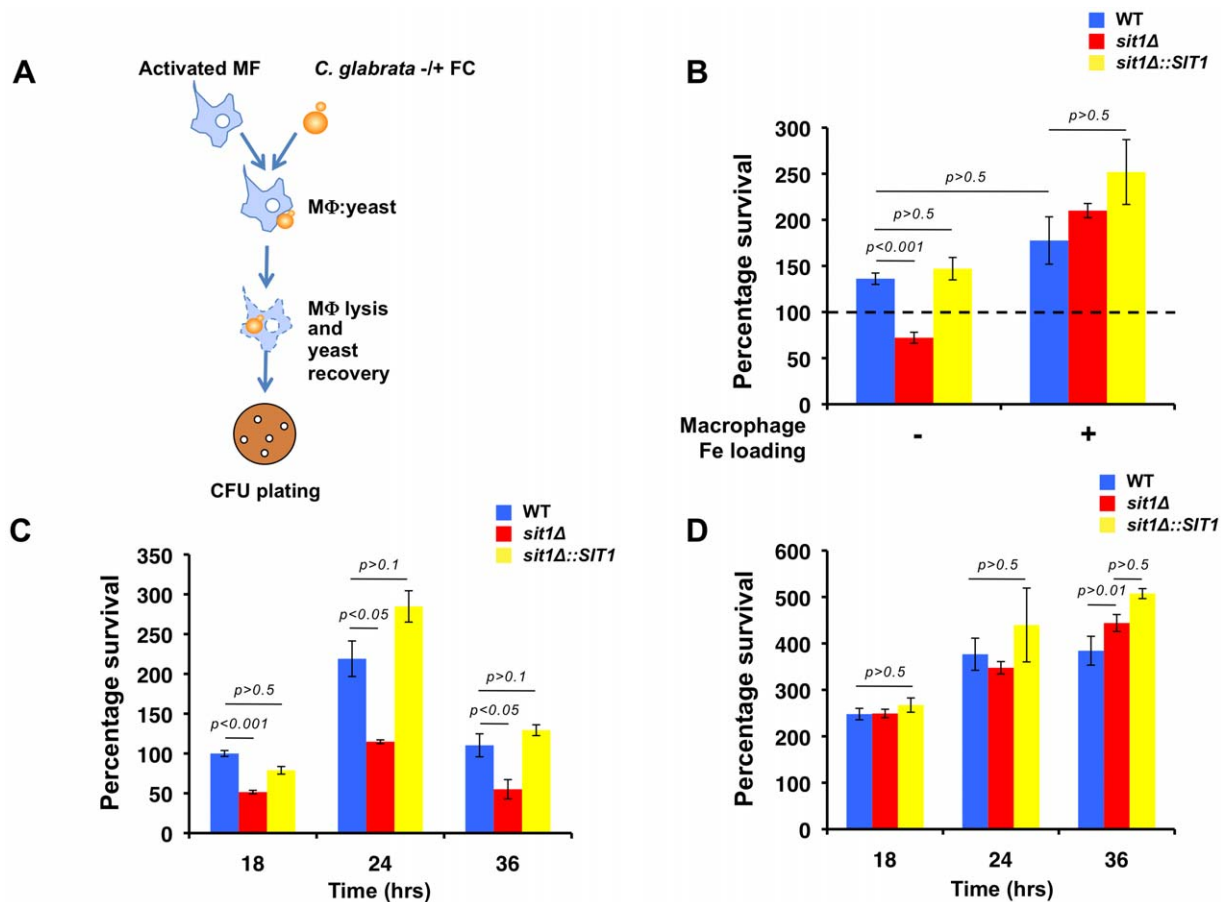 A
Activated MF
C. glabrata -/+ FC
MΦ:yeast
MΦ lysis
and
yeast
recovery
CFU plating
B
WT
sit1Δ
sit1Δ::SIT1
Percentage survival
300
250
200
150
100
50
0
p>0.5
p>0.5
p>0.5
p<0.001
Macrophage
Fe loading
-
+
C
WT
sit1Δ
sit1Δ::SIT1
Percentage survival
350
300
250
200
150
100
50
0
p>0.5
p<0.001
p>0.1
p<0.05
p>0.1
p<0.05
18
24
36
Time (hrs)
D
WT
sit1Δ
sit1Δ::SIT1
Percentage survival
600
500
400
300
200
100
0
p>0.5
p>0.5
p>0.5
p>0.01
18
24
36
Time (hrs)